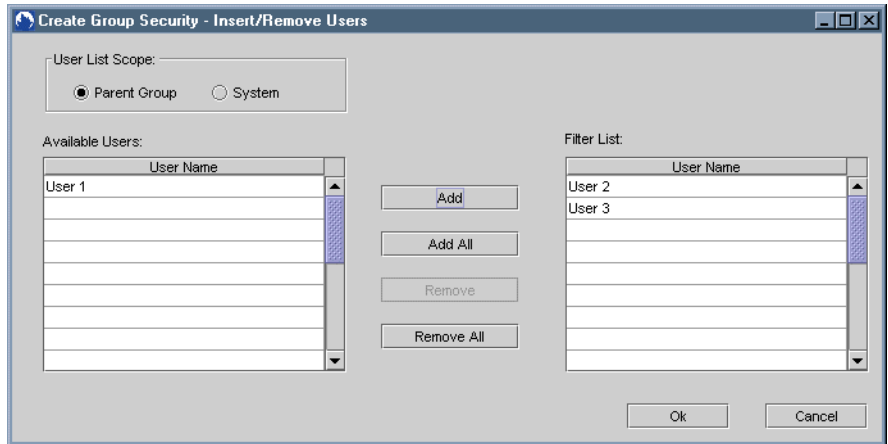 Create Group Security - Insert/Remove Users
User List Scope:
Parent Group System
Available Users:
Filter List:
User Name
User Name
User 1
User 2
User 3
Add
Add All
Remove
Remove All
Ok Cancel